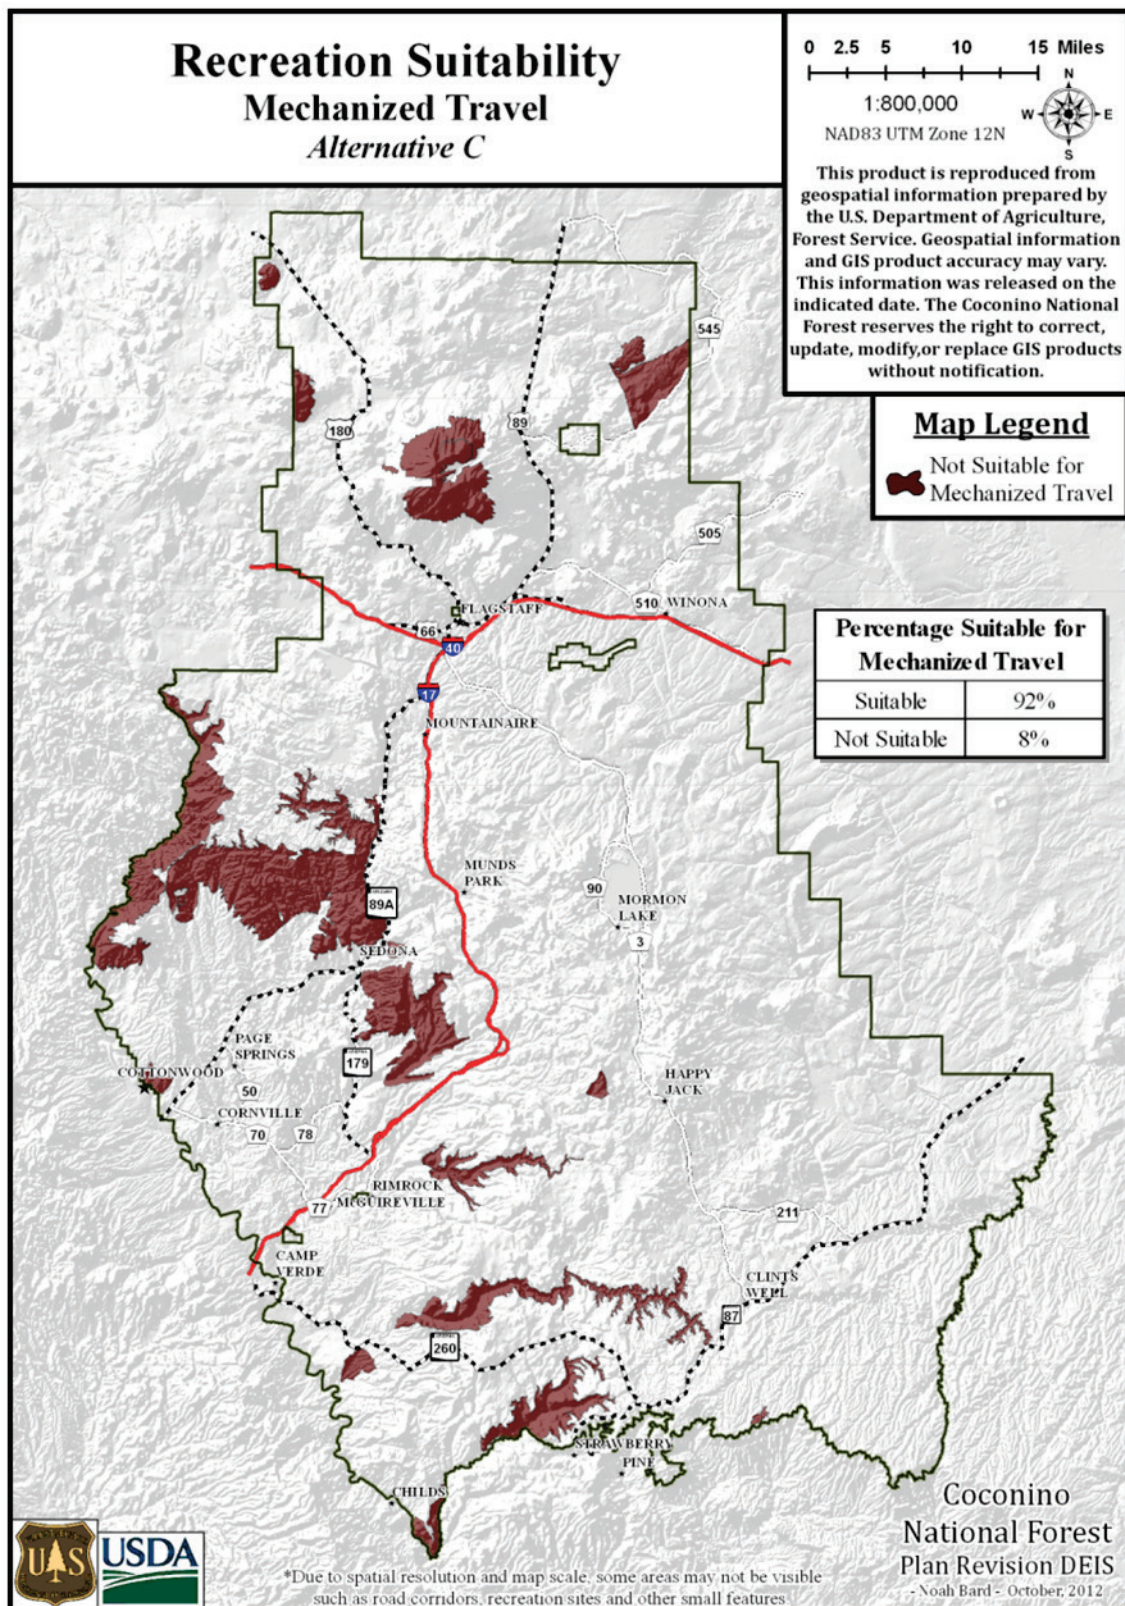 Recreation Suitability
Mechanized Travel
Alternative C
0 2.5 5 10 15 Miles
1:800,000
NAD83 UTM Zone 12N
N
W E
S
This product is reproduced from
geospatial information prepared by
the U.S. Department of Agriculture,
Forest Service. Geospatial information
and GIS product accuracy may vary.
This information was released on the
indicated date. The Coconino National
Forest reserves the right to correct,
update, modify,or replace GIS products
without notification.
Map Legend
Not Suitable for
Mechanized Travel
545
180
89
505
510
WINONA
FLAGSTAFF
66
40
17
MOUNTAINAIRE
Percentage Suitable for
Mechanized Travel
Suitable 92%
Not Suitable 8%
MUNDS
PARK
90
MORMON
LAKE
89A
3
SEDONA
PAGE
SPRINGS
179
COTTONWOOD
50
HAPPY
JACK
CORNVILLE
70
78
RIMROCK
MCGUIREVILLE
77
211
CAMP
VERDE
CLINTS
WELL
87
260
STRAWBERRY
PINE
CHILDS
Coconino
National Forest
Plan Revision DEIS
- Noah Bard - October, 2012
U S
USDA
*Due to spatial resolution and map scale, some areas may not be visible
such as road corridors, recreation sites and other small features